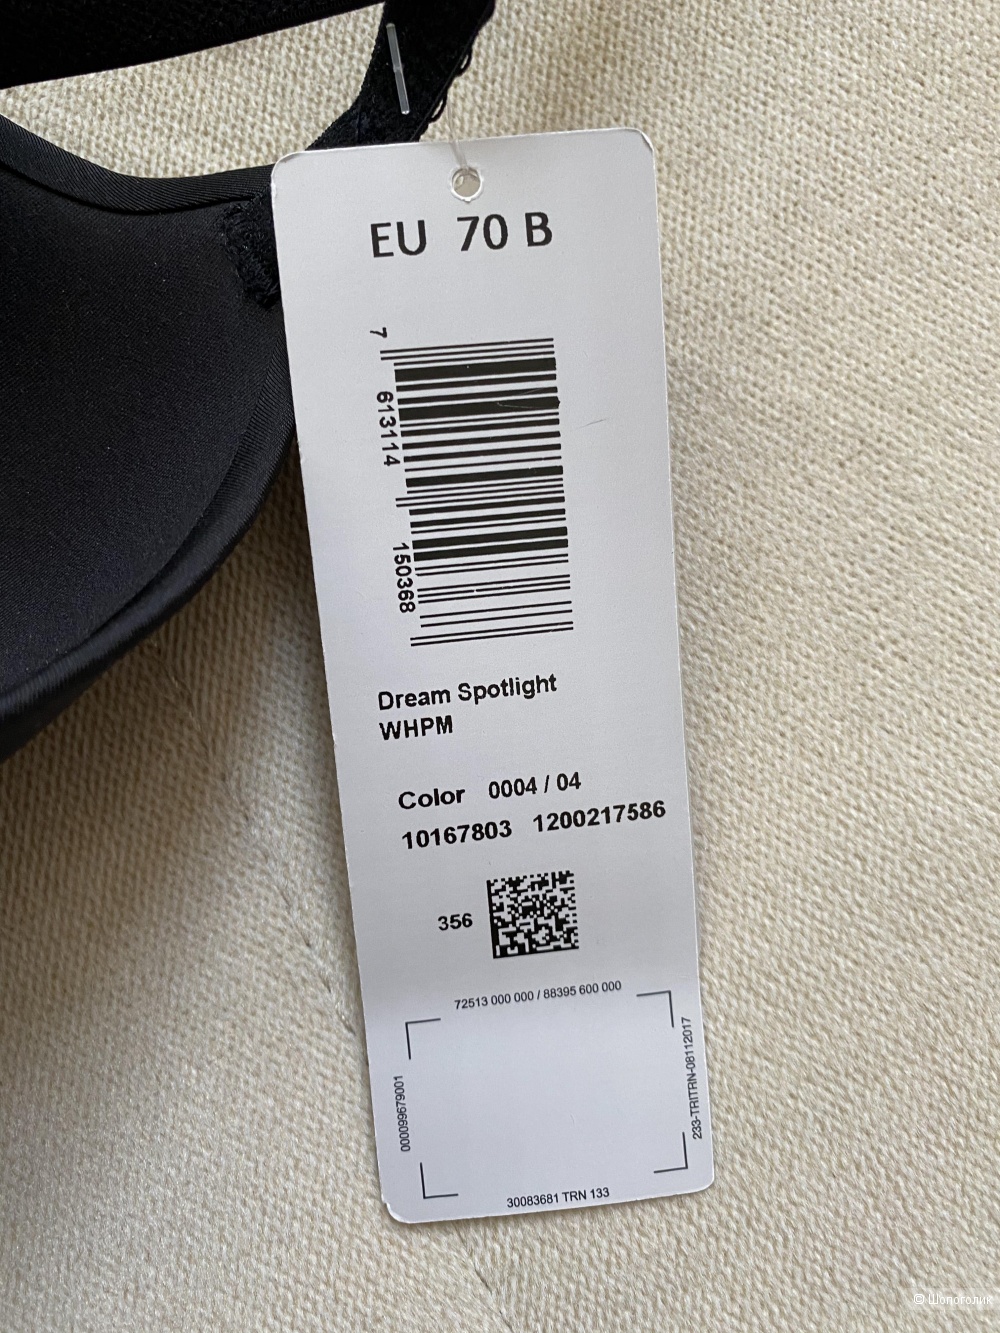 EU 70 B
7 613114 150368
Dream Spotlight
WHPM
Color 0004 / 04
10167803 1200217586
356
72513 000 000 / 88395 600 000
000099679001
233-TRITRN-08112017
30083681 TRN 133
© Шопоголик